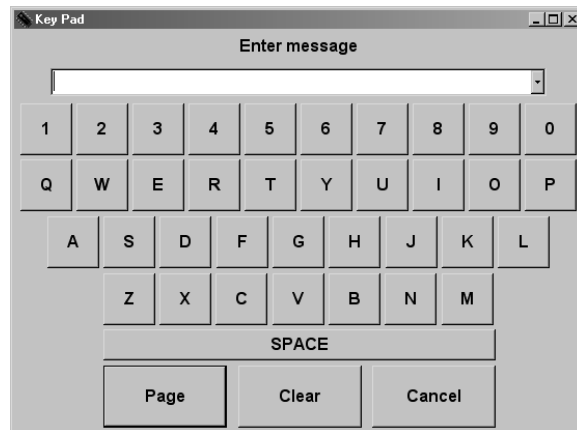 Key Pad
Enter message
1 2 3 4 5 6 7 8 9 0
Q W E R T Y U I O P
A S D F G H J K L
Z X C V B N M
SPACE
Page Clear Cancel